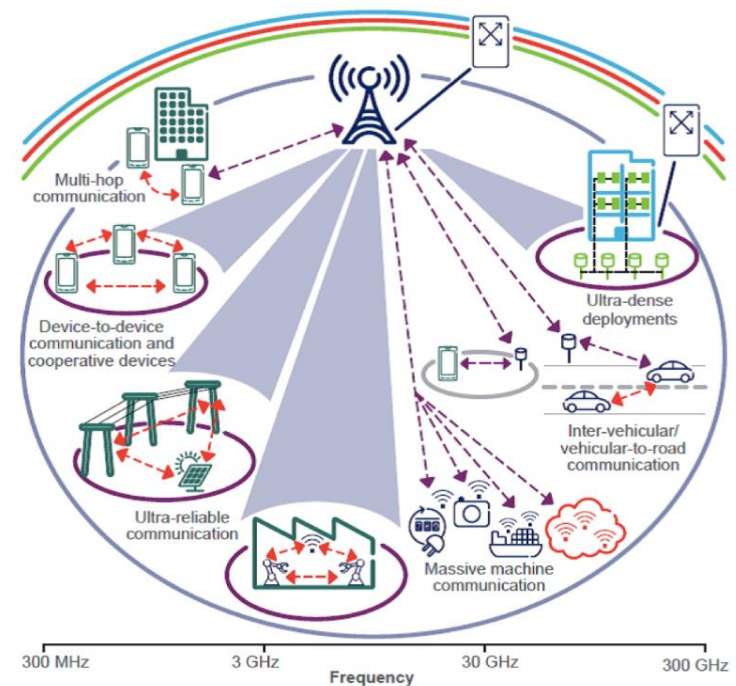 Multi-hop
communication
Device-to-device
communication and
cooperative devices
Ultra-dense
deployments
Inter-vehicular/
vehicular-to-road
communication
Ultra-reliable
communication
Massive machine
communication
300 MHz
3 GHz
30 GHz
300 GHz
Frequency